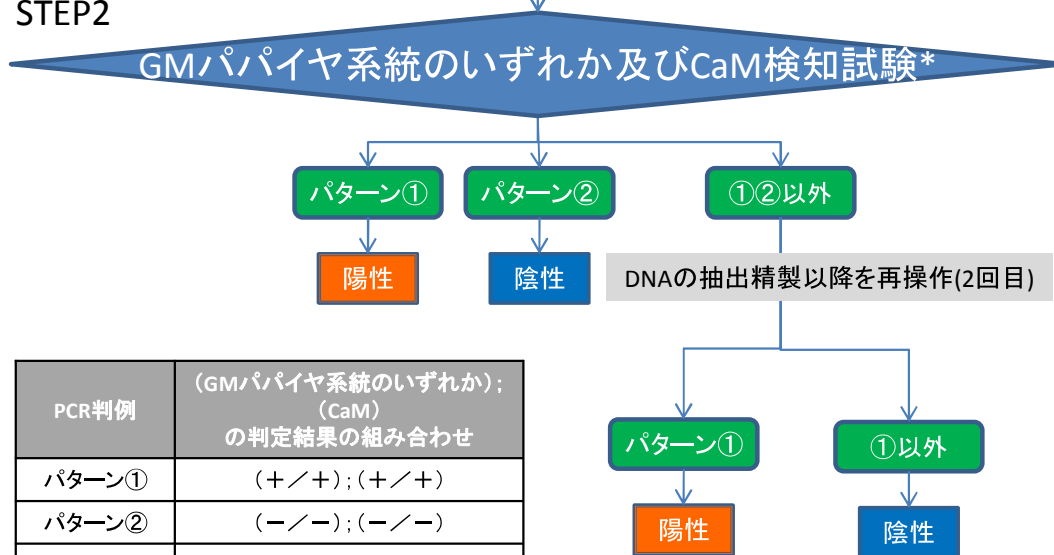 STEP2
GMパパイヤ系統のいずれか及びCaM検知試験*
パターン①
パターン②
①②以外
陽性
陰性
DNAの抽出精製以降を再操作(2回目)
パターン①
①以外
陽性
陰性
PCR判例
(GMパパイヤ系統のいずれか);
(CaM)
の判定結果の組み合わせ
パターン①
(+/+);(+/+)
パターン②
(-/-);(-/-)